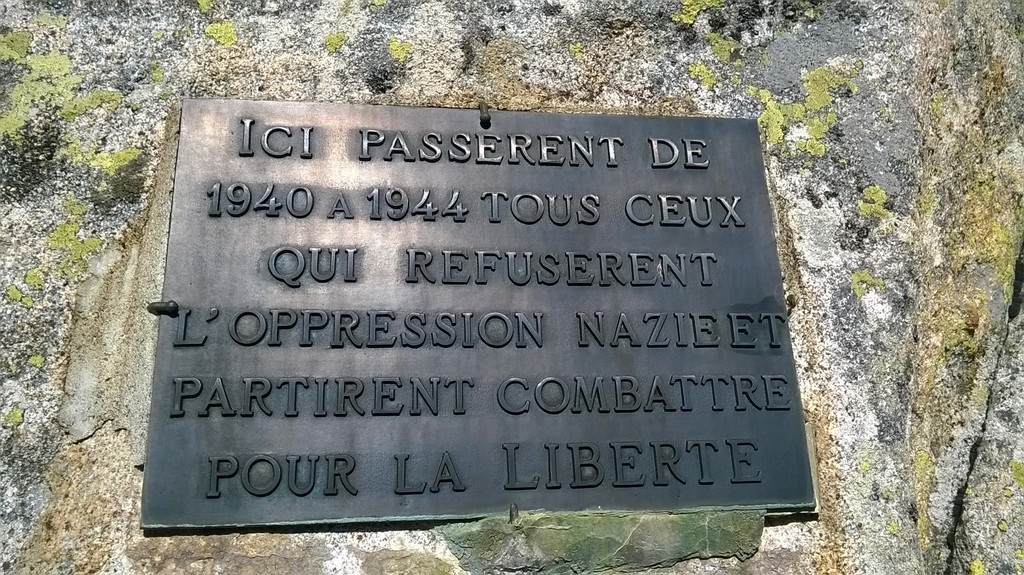 ICI PASSERENT DE
1940 A 1944 TOUS CEUX
QUI REFUSERENT
L'OPPRESSION NAZIE ET
PARTIRENT COMBATTRE
POUR LA LIBERTE